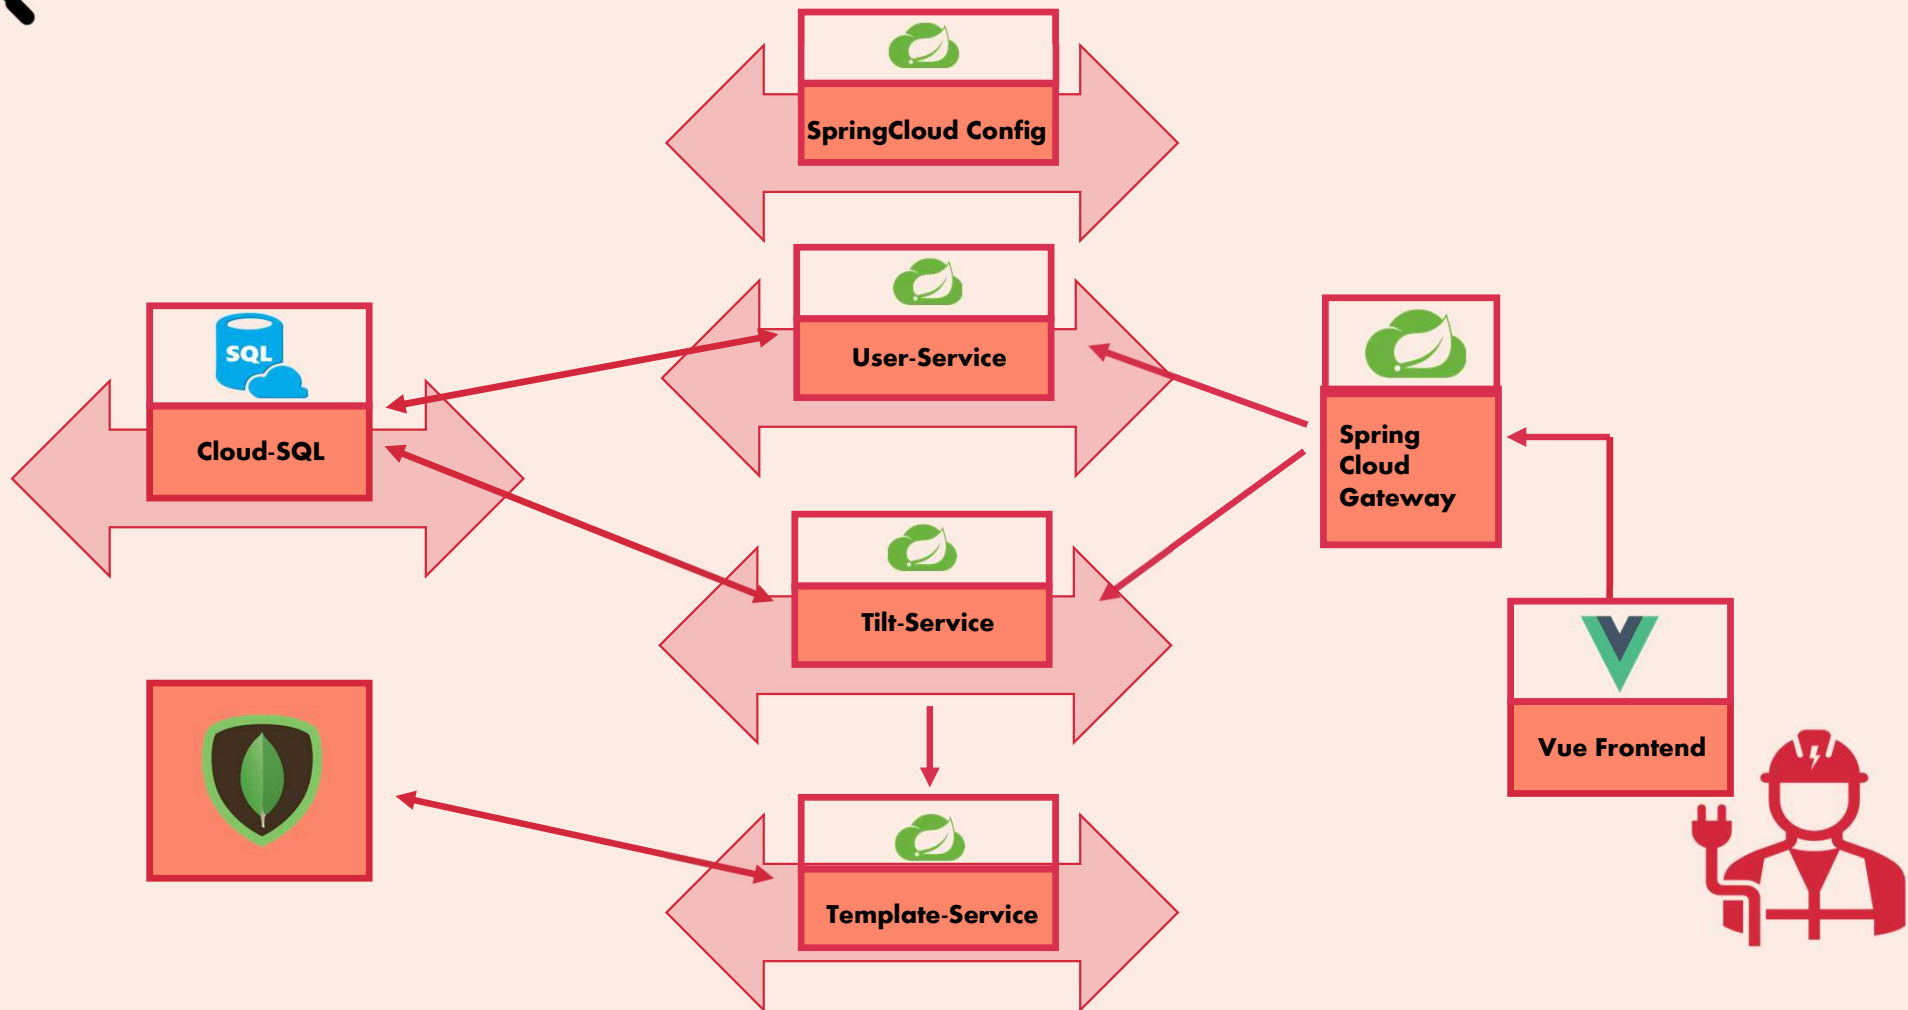 SpringCloud Config
User-Service
SQL
Cloud-SQL
Spring
Cloud
Gateway
Tilt-Service
Vue Frontend
Template-Service